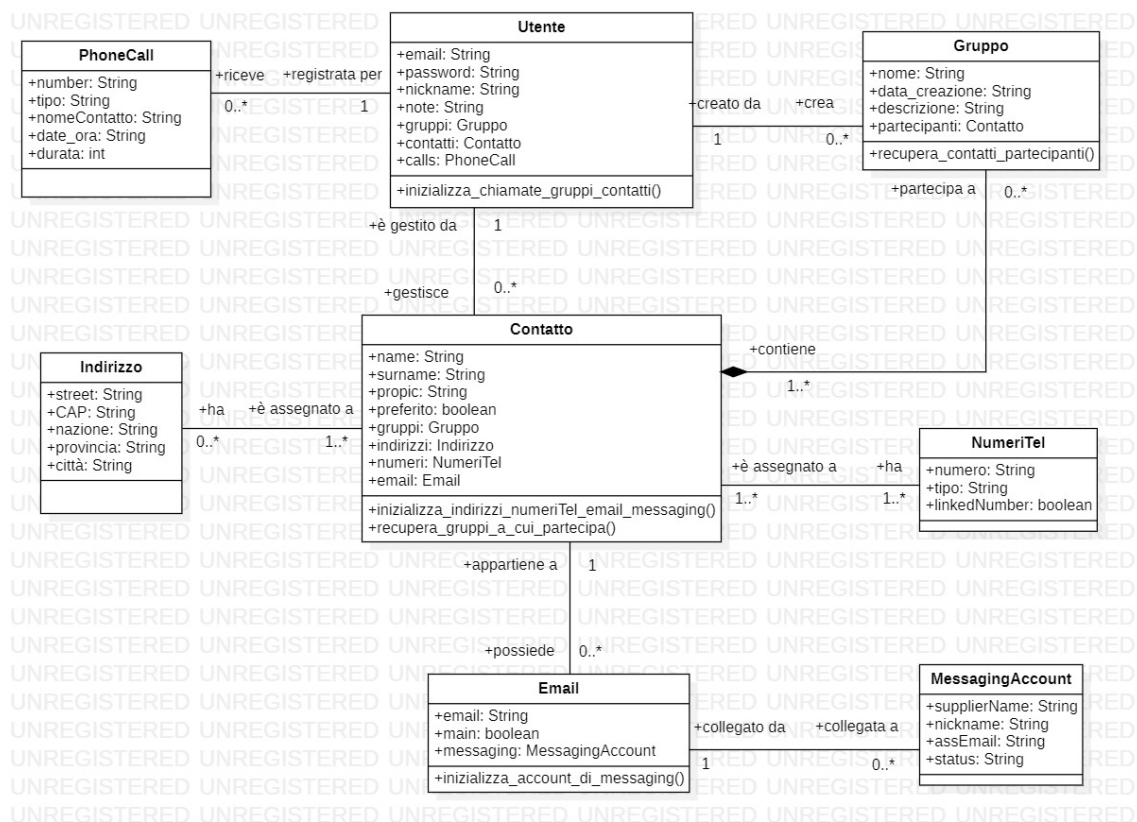 PhoneCall
+number: String
+tipo: String
+nomeContatto: String
+date_ora: String
+durata: int
+riceve
+registrata per
0..*
1
Utente
+email: String
+password: String
+nickname: String
+note: String
+gruppi: Gruppo
+contatti: Contatto
+calls: PhoneCall
+inizializza_chiamate_gruppi_contatti()
+creato da
+crea
1
0..*
Gruppo
+nome: String
+data_creazione: String
+descrizione: String
+partecipanti: Contatto
+recupera_contatti_partecipanti()
+partecipa a
0..*
+è gestito da
1
+gestisce
0..*
Contatto
+name: String
+surname: String
+propic: String
+preferito: boolean
+gruppi: Gruppo
+indirizzi: Indirizzo
+numeri: NumeriTel
+email: Email
+inizializza_indirizzi_numeriTel_email_messaging()
+recupera_gruppi_a_cui_partecipa()
+contiene
1..*
Indirizzo
+street: String
+CAP: String
+nazione: String
+provincia: String
+città: String
+ha
+è assegnato a
0..*
1..*
+è assegnato a
+ha
1..*
1..*
NumeriTel
+numero: String
+tipo: String
+linkedNumber: boolean
+appartiene a
1
+possiede
0..*
Email
+email: String
+main: boolean
+messaging: MessagingAccount
+inizializza_account_di_messaging()
+collegato da
+collegata a
1
0..*
MessagingAccount
+supplierName: String
+nickname: String
+assEmail: String
+status: String
UNREGISTERED